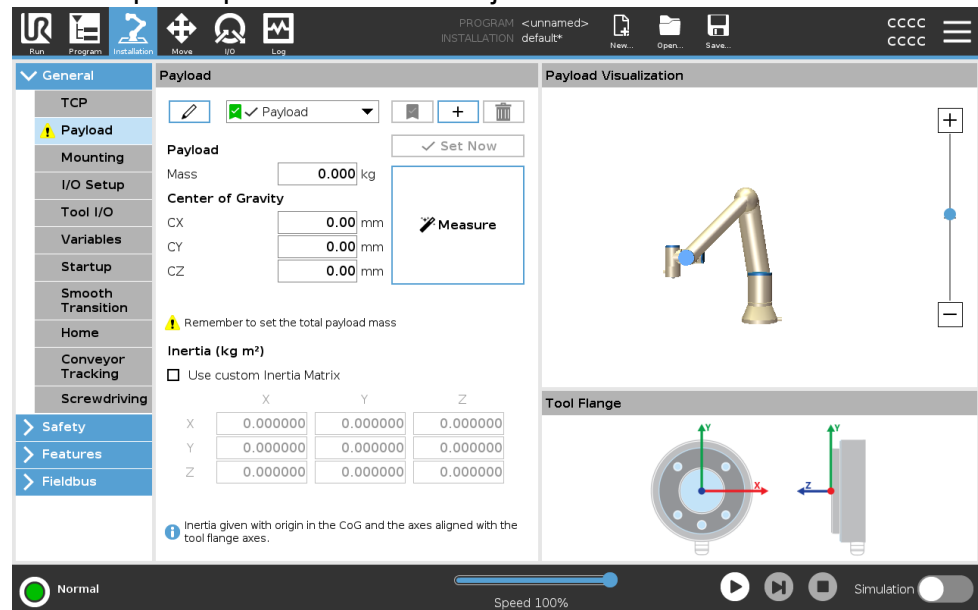 PROGRAM <unnamed>
INSTALLATION default*
CCCC
CCCC
UR
Run
Program
Installation
Move
I/O
Log
New...
Open...
Save...
General
TCP
Payload
Mounting
I/O Setup
Tool I/O
Variables
Startup
Smooth
Transition
Home
Conveyor
Tracking
Screwdriving
Safety
Features
Fieldbus
Payload
Payload
Payload
Set Now
Mass 0.000 kg
Center of Gravity
CX 0.00 mm
CY 0.00 mm
CZ 0.00 mm
Measure
Remember to set the total payload mass
Inertia (kg m²)
Use custom Inertia Matrix
X Y Z
X 0.000000 0.000000 0.000000
Y 0.000000 0.000000 0.000000
Z 0.000000 0.000000 0.000000
Inertia given with origin in the CoG and the axes aligned with the
tool flange axes.
Payload Visualization
Tool Flange
Y
X
Y
Z
Normal
Speed 100%
Simulation